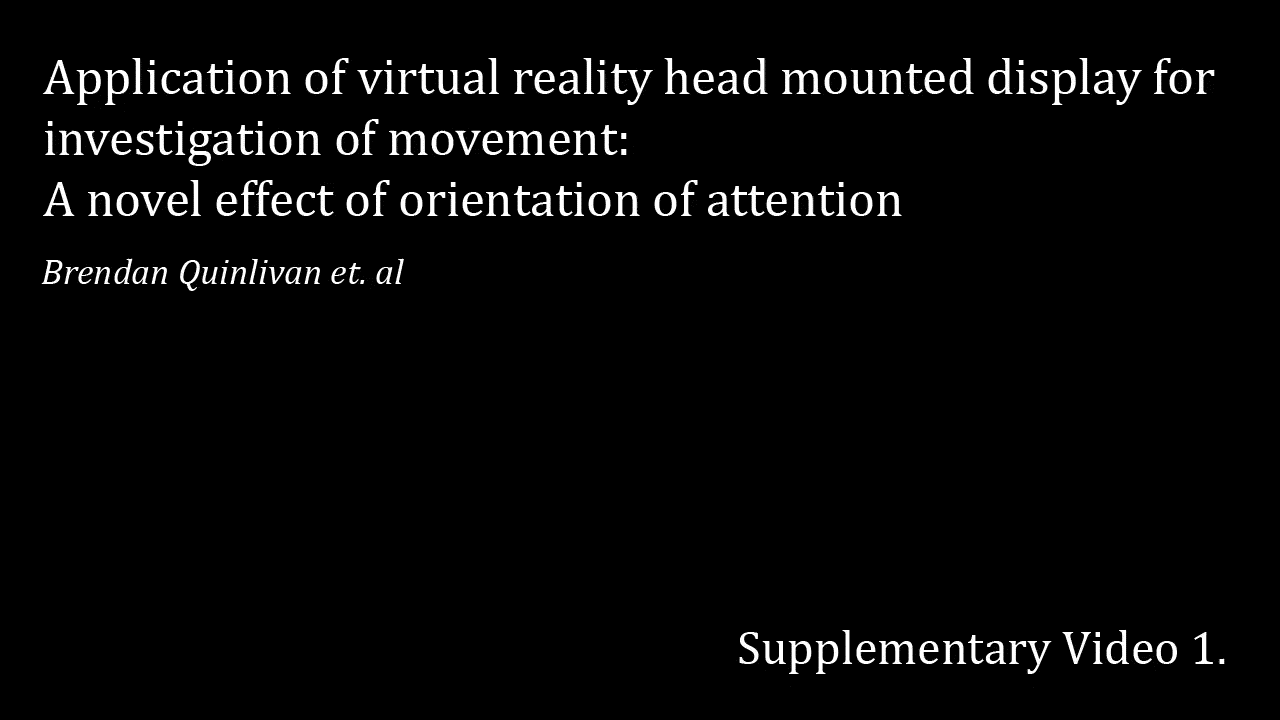 Application of virtual reality head mounted display for
investigation of movement:
A novel effect of orientation of attention
Brendan Quinlivan et. al
Supplementary Video 1.